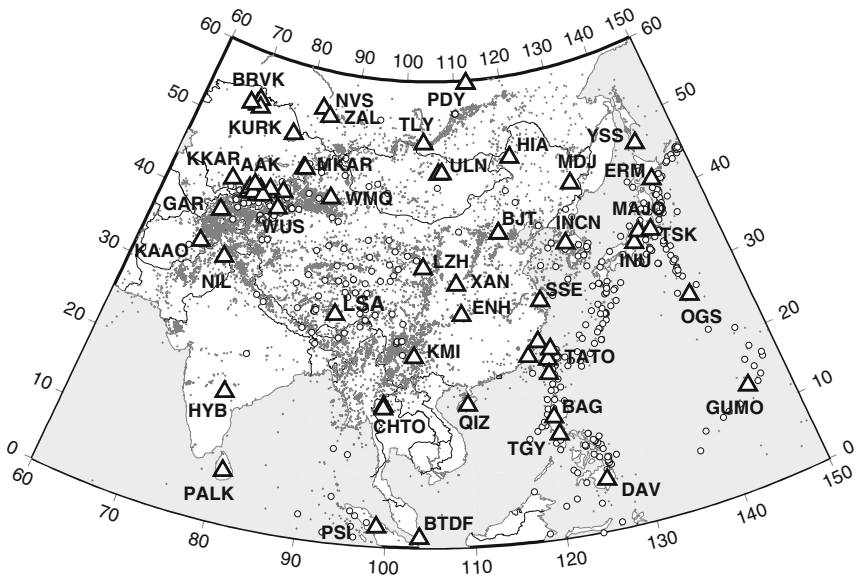 60 60 70 80 90 100 110 120 130 140 150 60
BRVK
50 50
NVS
PDY
ZAL
KURK TLY
YSS
HIA
KKAR AAK MKAR ULN MDJ ERM
40 40
GAR WMQ MAJO
WUS BJT INCN TSK
KAAO INU
30 30
NIL LZH
XAN SSE
LSA ENH OGS
20 20
KMI TATO
10 HYB 10
CHTO QIZ BAG GUMO
TGY
0 0
60 150
PALK DAV
70 140
PSI BTDF
80 130
90 100 110 120